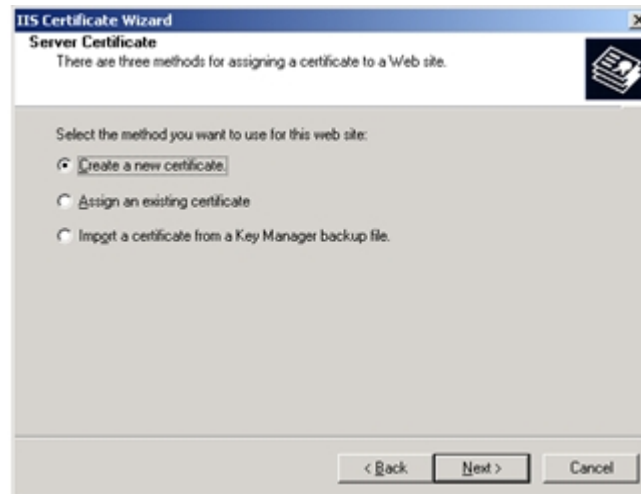 IIS Certificate Wizard
Server Certificate
There are three methods for assigning a certificate to a Web site.
Select the method you want to use for this web site:
Create a new certificate.
Assign an existing certificate
Import a certificate from a Key Manager backup file.
< Back
Next >
Cancel